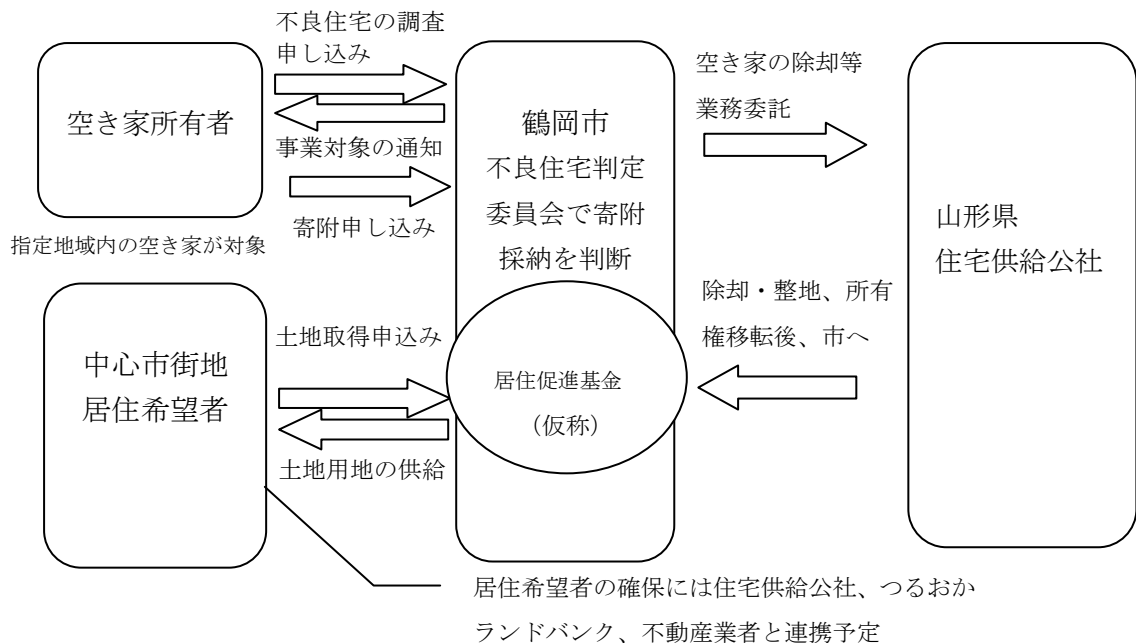 不良住宅の調査
申し込み
空き家所有者
事業対象の通知
寄附申し込み
指定地域内の空き家が対象
鶴岡市
不良住宅判定
委員会で寄附
採納を判断
空き家の除却等
業務委託
山形県
住宅供給公社
除却・整地、所有
権移転後、市へ
土地取得申込み
中心市街地
居住希望者
居住促進基金
（仮称）
土地用地の供給
居住希望者の確保には住宅供給公社、つるおか
ランドバンク、不動産業者と連携予定